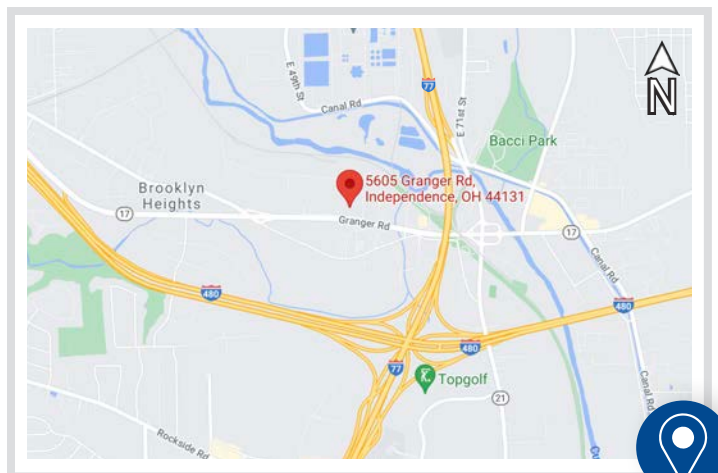 E 49th St
77
Canal Rd
E 71st St
N
Bacci Park
5605 Granger Rd,
Independence, OH 44131
Brooklyn
Heights
17
Granger Rd
17
Canal Rd
480
480
480
77
Topgolf
21
Canal Rd
Rockside Rd